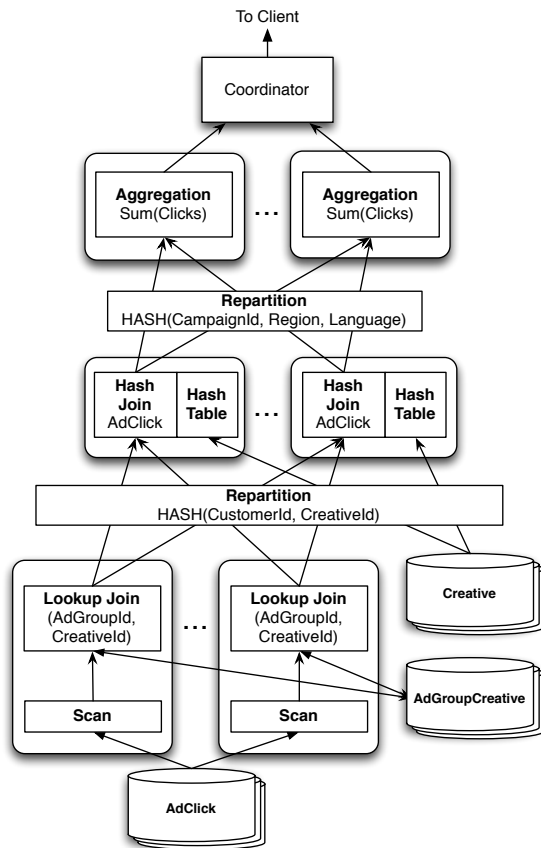 To Client
Coordinator
Aggregation
Sum(Clicks)
...
Aggregation
Sum(Clicks)
Repartition
HASH(CampaignId, Region, Language)
Hash
Join
AdClick
Hash
Table
...
Hash
Join
AdClick
Hash
Table
Repartition
HASH(CustomerId, CreativeId)
Lookup Join
(AdGroupId,
CreativeId)
...
Lookup Join
(AdGroupId,
CreativeId)
Creative
AdGroupCreative
Scan
Scan
AdClick